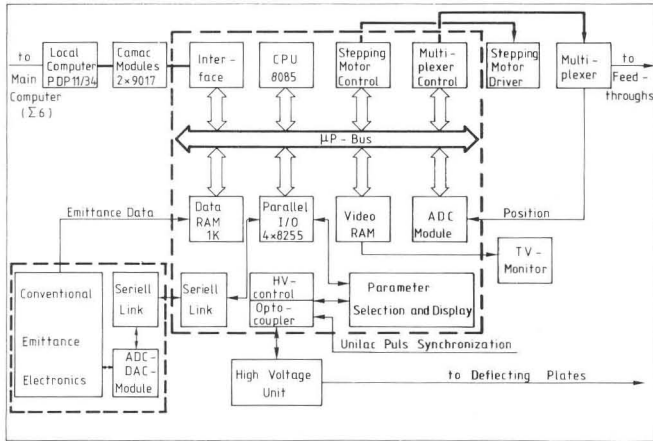 to
Main
Computer
(Σ6)
Local
Computer
PDP11/34
Camac
Modules
2×9017
Inter-
face
CPU
8085
Stepping
Motor
Control
Multi-
plexer
Control
Stepping
Motor
Driver
Multi-
plexer
to
Feed-
throughs
μP-Bus
Emittance Data
Data
RAM
1K
Parallel
I/O
4×8255
Video
RAM
ADC
Module
Position
TV-
Monitor
Conventional
Emittance
Electronics
Seriell
Link
ADC-
DAC-
Module
Seriell
Link
HV-
control
Opto-
coupler
Parameter
Selection and Display
Unilac Puls Synchronization
High Voltage
Unit
to Deflecting Plates